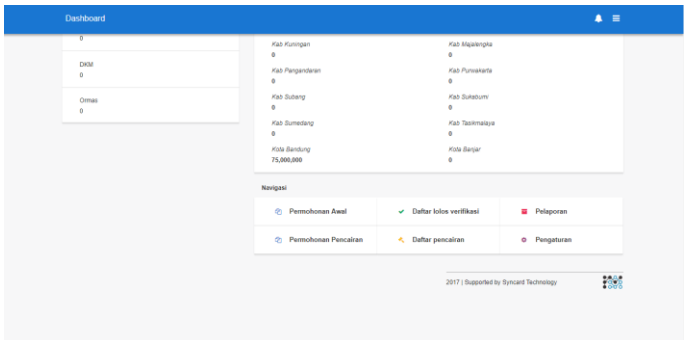 Dashboard
0
DKM
0
Ormas
0
Kab Kuningan Kab Majalengka
0 0
Kab Pangandaran Kab Purwakarta
0 0
Kab Subang Kab Sukabumi
0 0
Kab Sumedang Kab Tasikmalaya
0 0
Kota Bandung Kota Banjar
75,000,000 0
Navigasi
Permohonan Awal Daftar lolos verifikasi Pelaporan
Permohonan Pencairan Daftar pencairan Pengaturan
2017 | Supported by Syncard Technology